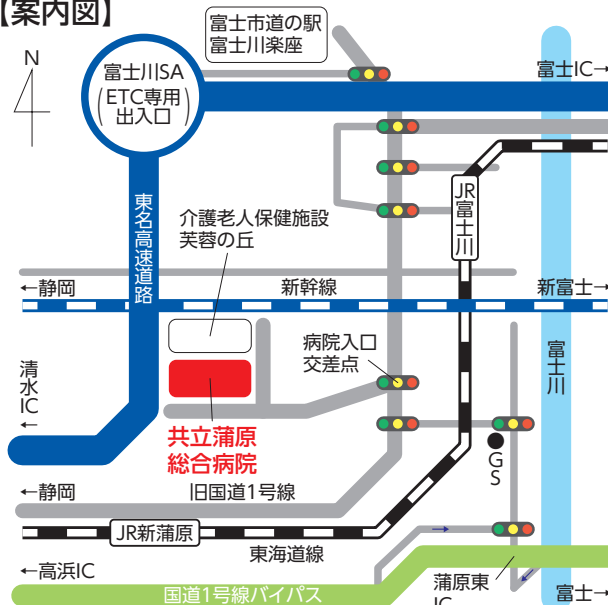 【案内図】
N
富士市道の駅
富士川楽座
富士川SA
(ETC専用
出入口)
富士IC→
JR富士川
東名高速道路
介護老人保健施設
芙蓉の丘
←静岡
新幹線
新富士→
病院入口
交差点
富士川
清水IC
←
共立蒲原
総合病院
GS
←静岡
旧国道1号線
JR新蒲原
東海道線
←高浜IC
国道1号線バイパス
蒲原東
IC
富士→